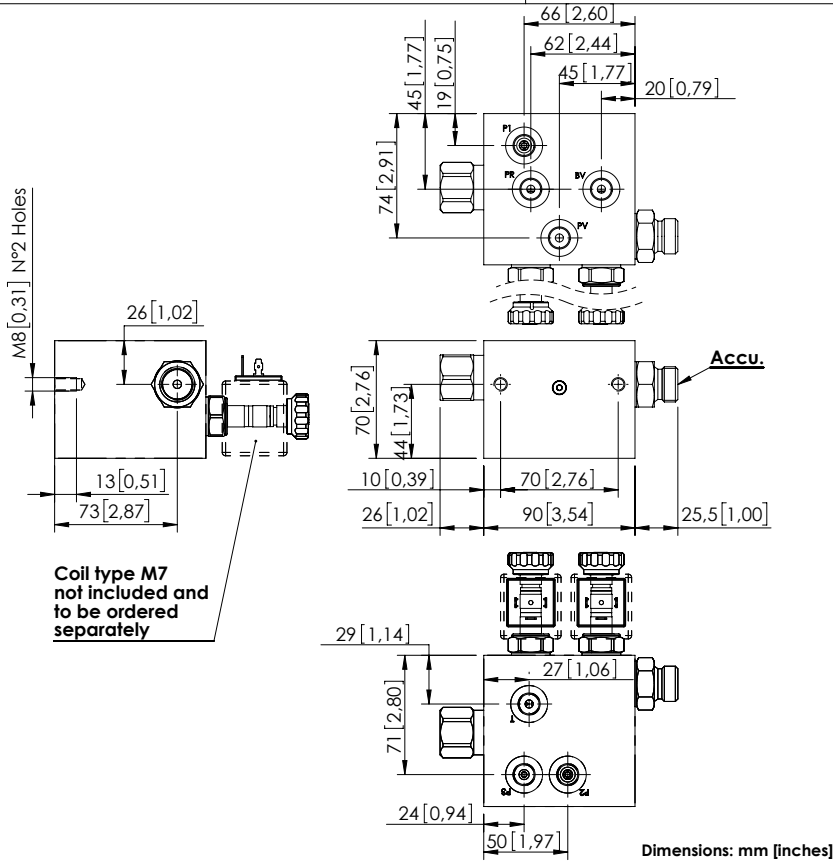 66 [2,60]
62 [2,44]
45 [1,77]
20 [0,79]
45 [1,77]
19 [0,75]
74 [2,91]
P1
PR
BV
PV
M8 [0,31] N°2 Holes
26 [1,02]
13 [0,51]
73 [2,87]
Coil type M7
not included and
to be ordered
separately
Accu.
70 [2,76]
44 [1,73]
10 [0,39]
70 [2,76]
26 [1,02]
90 [3,54]
25,5 [1,00]
29 [1,14]
27 [1,06]
71 [2,80]
T
P3
P2
24 [0,94]
50 [1,97]
Dimensions: mm [inches]